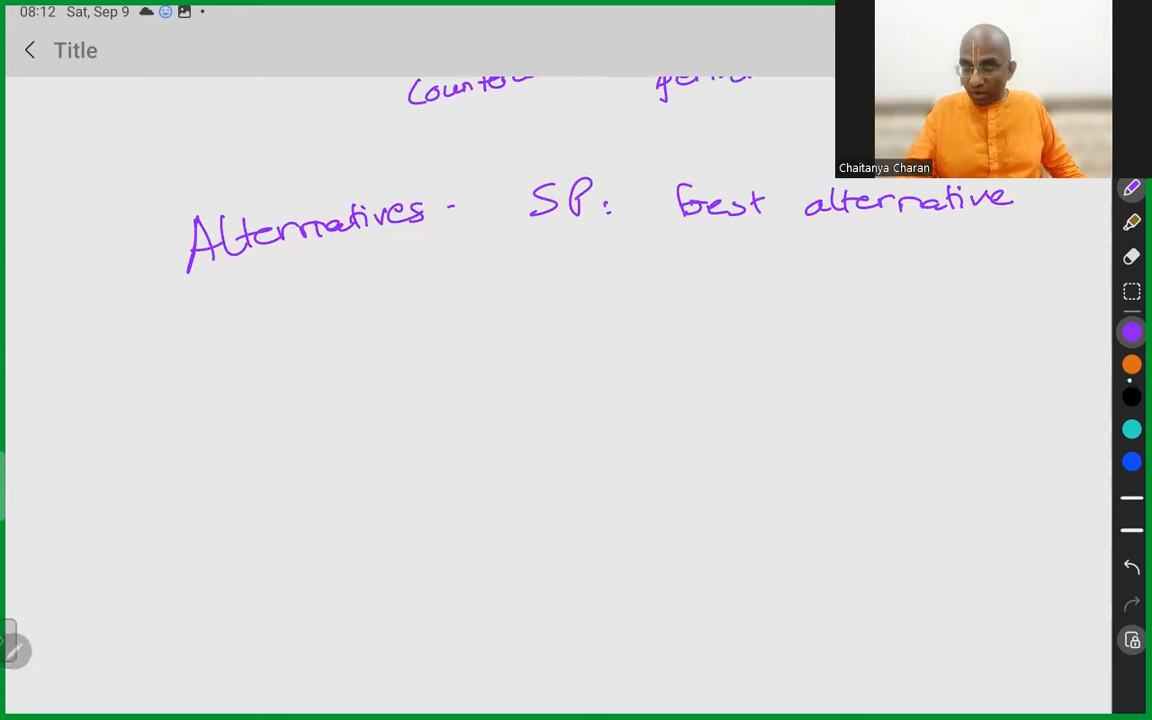 08:12 Sat, Sep 9
Title
Chaitanya Charan
Alternatives - SP: best alternative